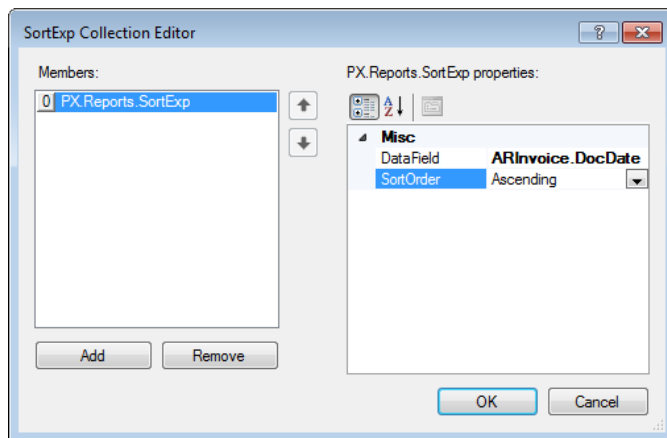 SortExp Collection Editor
Members:
0 PX.Reports.SortExp
Add
Remove
PX.Reports.SortExp properties:
Misc
DataField ARInvoice.DocDate
SortOrder Ascending
OK
Cancel